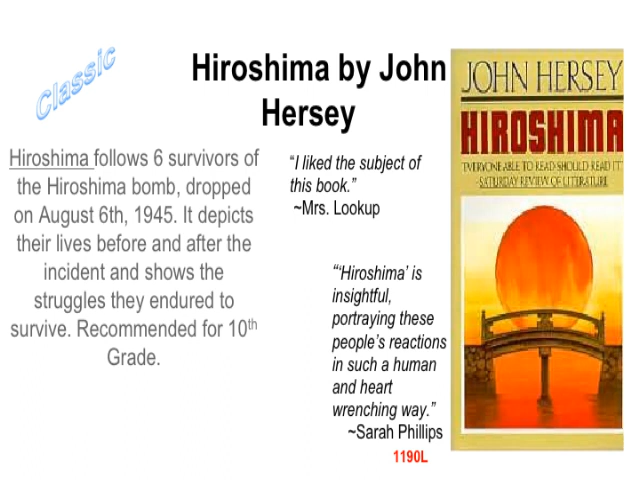 Classic
Hiroshima by John
Hersey
Hiroshima follows 6 survivors of
the Hiroshima bomb, dropped
on August 6th, 1945. It depicts
their lives before and after the
incident and shows the
struggles they endured to
survive. Recommended for 10th
Grade.
“I liked the subject of
this book.”
~Mrs. Lookup
“‘Hiroshima’ is
insightful,
portraying these
people’s reactions
in such a human
and heart
wrenching way.”
~Sarah Phillips
1190L
JOHN HERSEY
HIROSHIMA
"EVERYONE ABLE TO READ SHOULD READ IT"
-SATURDAY REVIEW OF LITERATURE